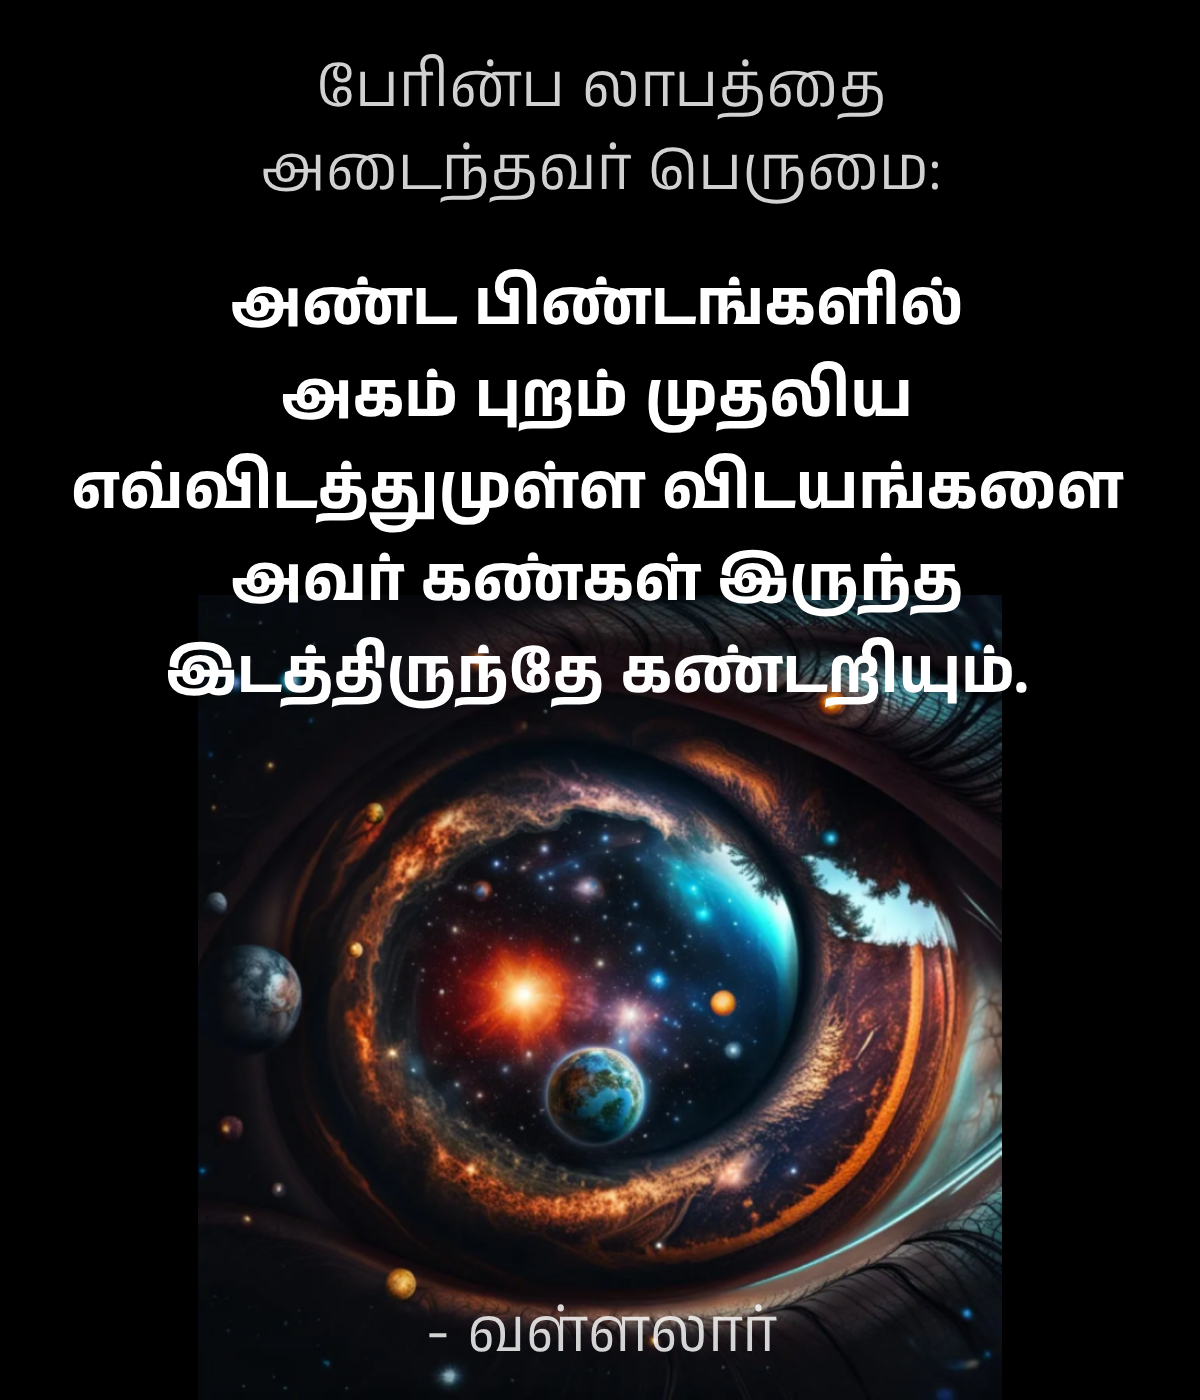 பேரின்ப லாபத்தை
அடைந்தவர் பெருமை:
அண்ட பிண்டங்களில்
அகம் புறம் முதலிய
எவ்விடத்துமுள்ள விடயங்களை
அவர் கண்கள் இருந்த
இடத்திருந்தே கண்டறியும்.
- வள்ளலார்